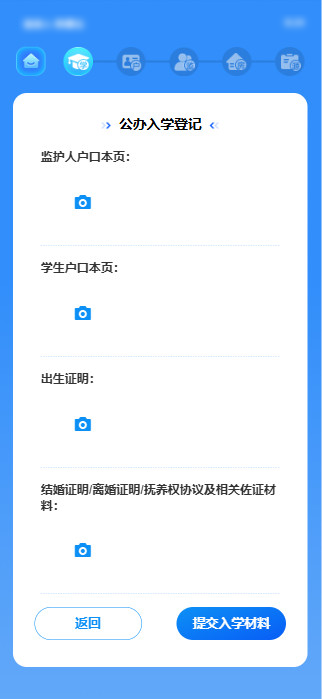 公办入学登记
监护人户口本页：
学生户口本页：
出生证明：
结婚证明/离婚证明/抚养权协议及相关佐证材
料：
返回
提交入学材料